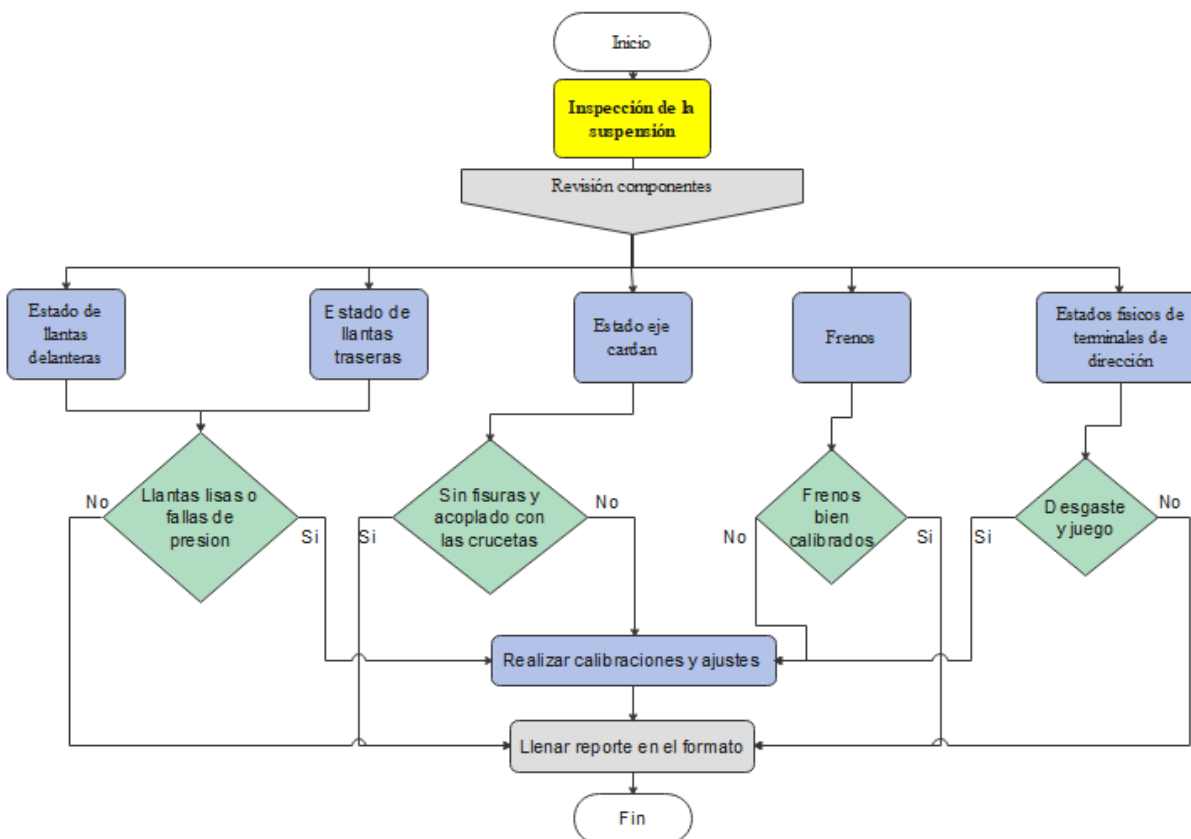 Inicio
Inspección de la
suspensión
Revisión componentes
Estado de
llantas
delanteras
Estado de
llantas
traseras
Estado eje
cardan
Frenos
Estados fisicos de
terminales de
dirección
Llantas lisas o
fallas de
presion
No
Si
Sin fisuras y
acoplado con
las crucetas
Si
No
Frenos
bien
calibrados
No
Si
Desgaste
y juego
Si
No
Realizar calibraciones y ajustes
Llenar reporte en el formato
Fin